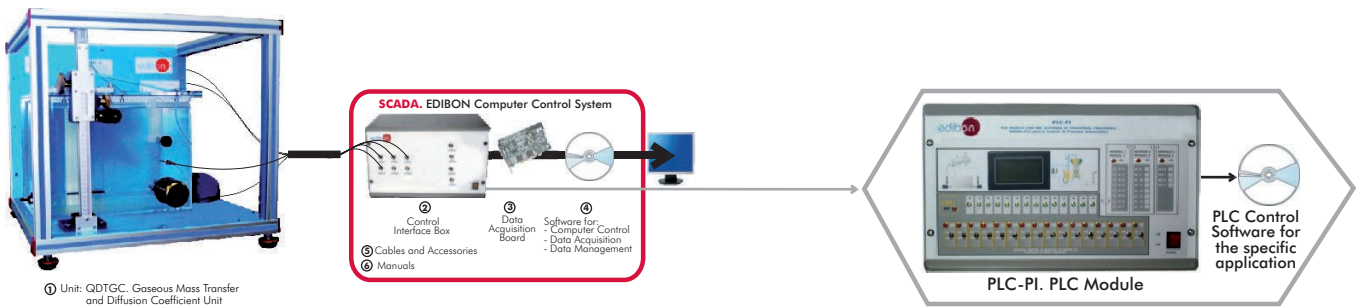 SCADA. EDIBON Computer Control System
edibon
② Control
Interface Box
③ Data
Acquisition
Board
④ Software for:
- Computer Control
- Data Acquisition
- Data Management
⑤ Cables and Accessories
⑥ Manuals
① Unit: QDTGC. Gaseous Mass Transfer
and Diffusion Coefficient Unit
edibon
PLC-PI
PLC-PI. PLC Module
PLC Control
Software for
the specific
application